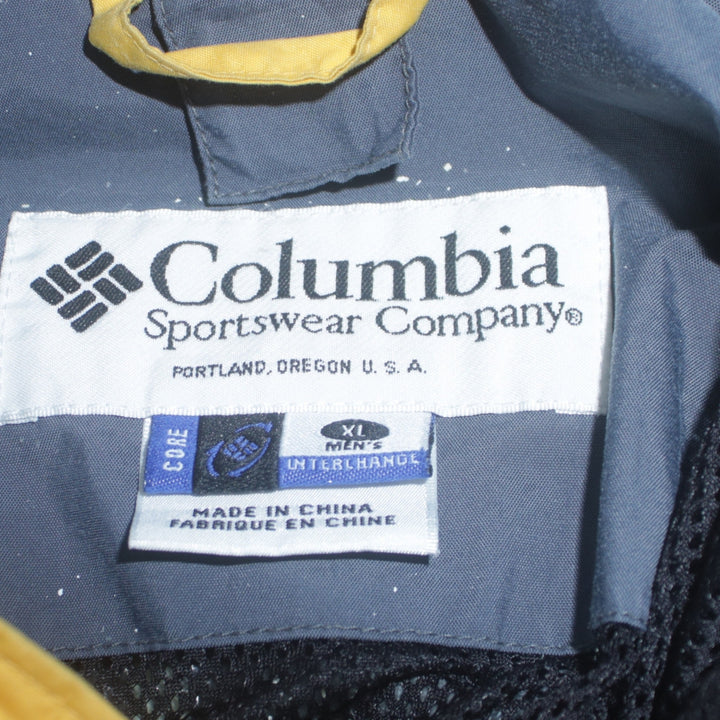 Columbia
Sportswear Company®
PORTLAND, OREGON U.S.A.
CORE
XL
MEN'S
INTERCHANGE
MADE IN CHINA
FABRIQUE EN CHINE